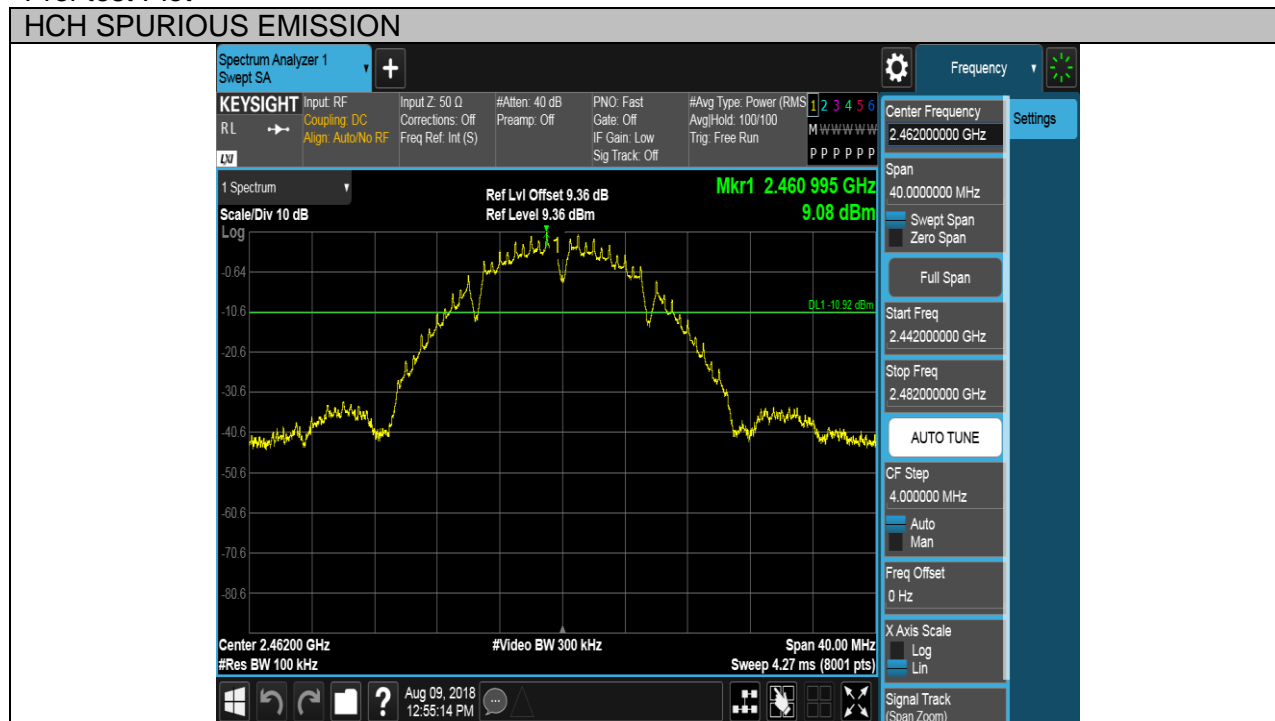 HCH SPURIOUS EMISSION
Spectrum Analyzer 1
Swept SA
Frequency
KEYSIGHT
RL
LXI
Input: RF
Coupling: DC
Align: Auto/No RF
Input Z: 50 Ω
Corrections: Off
Freq Ref: Int (S)
#Atten: 40 dB
Preamp: Off
PNO: Fast
Gate: Off
IF Gain: Low
Sig Track: Off
#Avg Type: Power (RMS
Avg|Hold: 100/100
Trig: Free Run
1 2 3 4 5 6
M W W W W W
P P P P P P
1 Spectrum
Scale/Div 10 dB
Ref Lvl Offset 9.36 dB
Ref Level 9.36 dBm
Mkr1 2.460 995 GHz
9.08 dBm
Log
1
-0.64
-10.6
DL1 -10.92 dBm
-20.6
-30.6
-40.6
-50.6
-60.6
-70.6
-80.6
Center 2.46200 GHz
#Res BW 100 kHz
#Video BW 300 kHz
Span 40.00 MHz
Sweep 4.27 ms (8001 pts)
Aug 09, 2018
12:55:14 PM
Center Frequency
2.462000000 GHz
Settings
Span
40.0000000 MHz
Swept Span
Zero Span
Full Span
Start Freq
2.442000000 GHz
Stop Freq
2.482000000 GHz
AUTO TUNE
CF Step
4.000000 MHz
Auto
Man
Freq Offset
0 Hz
X Axis Scale
Log
Lin
Signal Track
(Span Zoom)